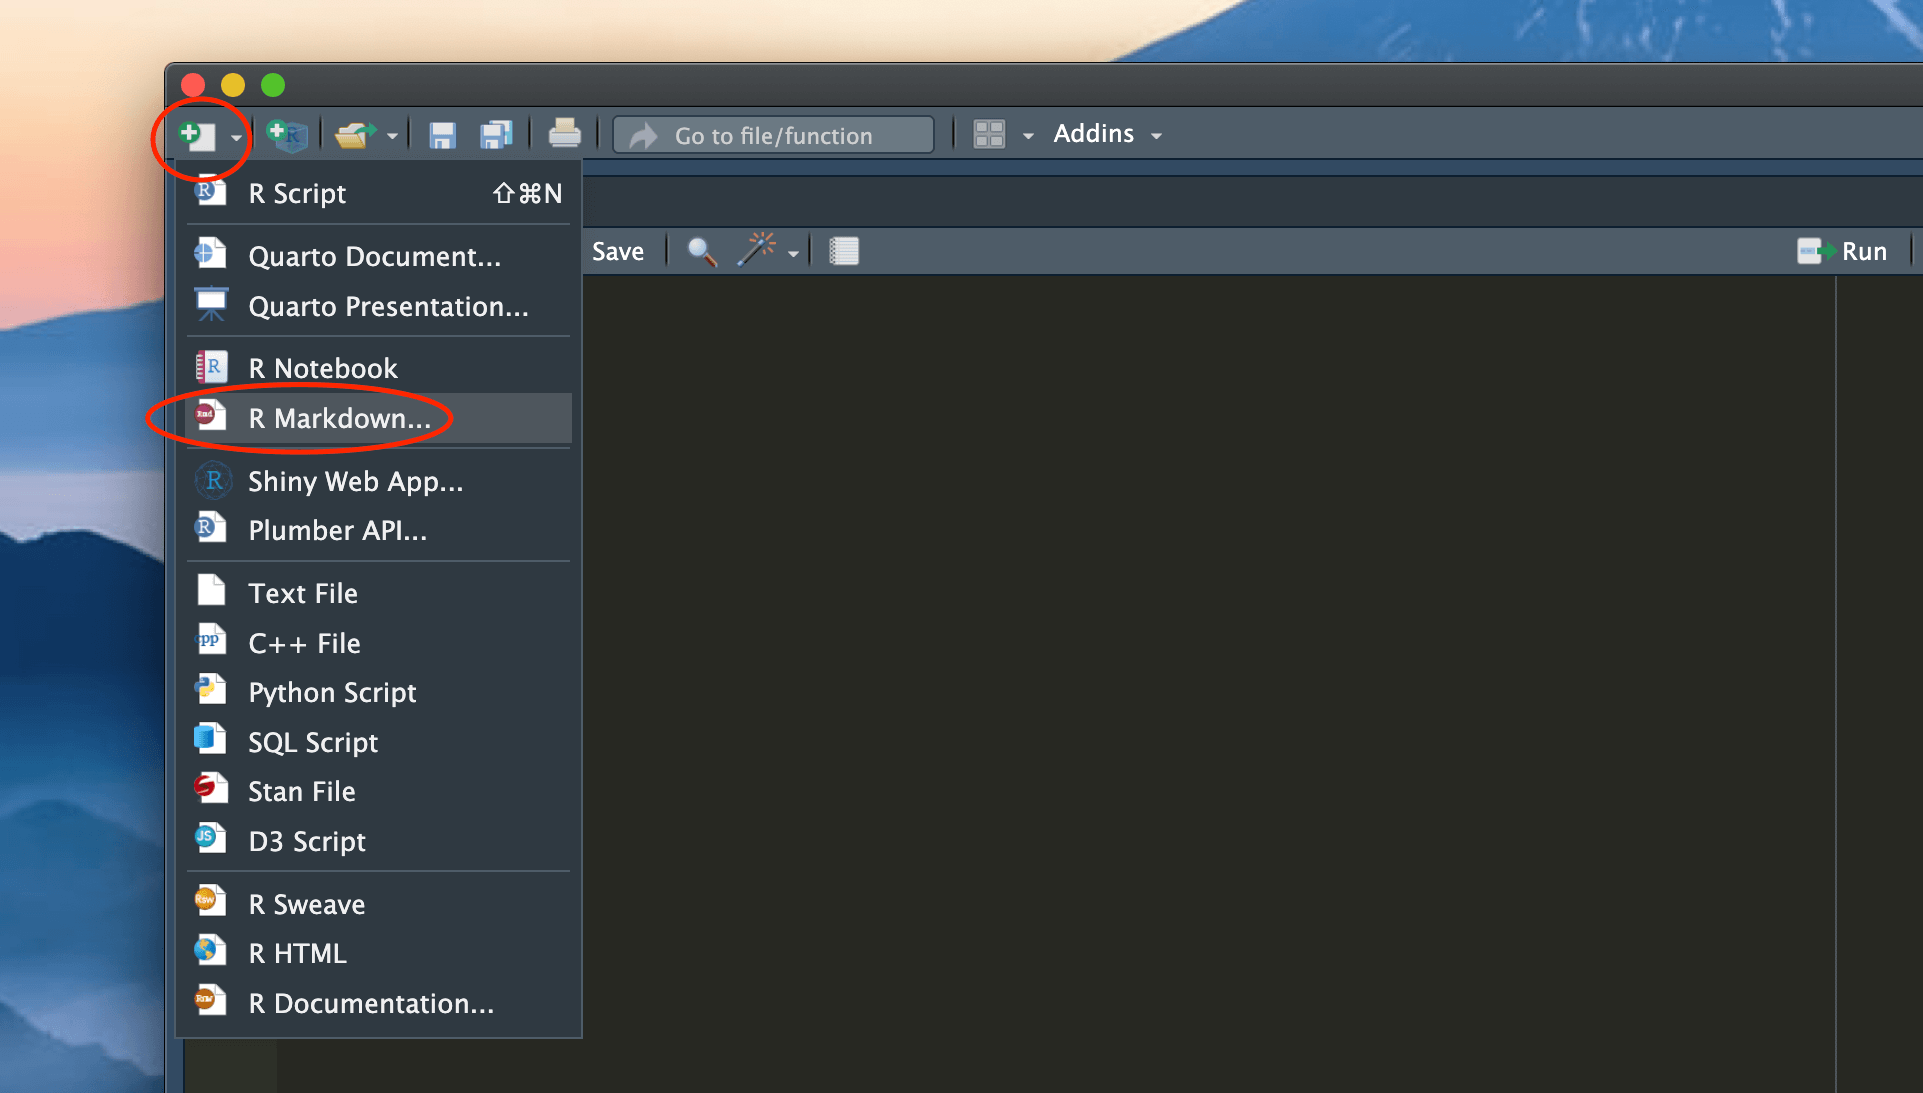 Go to file/function
Addins
R Script ⇧⌘N
Save
Run
Quarto Document...
Quarto Presentation...
R Notebook
R Markdown...
Shiny Web App...
Plumber API...
Text File
C++ File
Python Script
SQL Script
Stan File
D3 Script
R Sweave
R HTML
R Documentation...